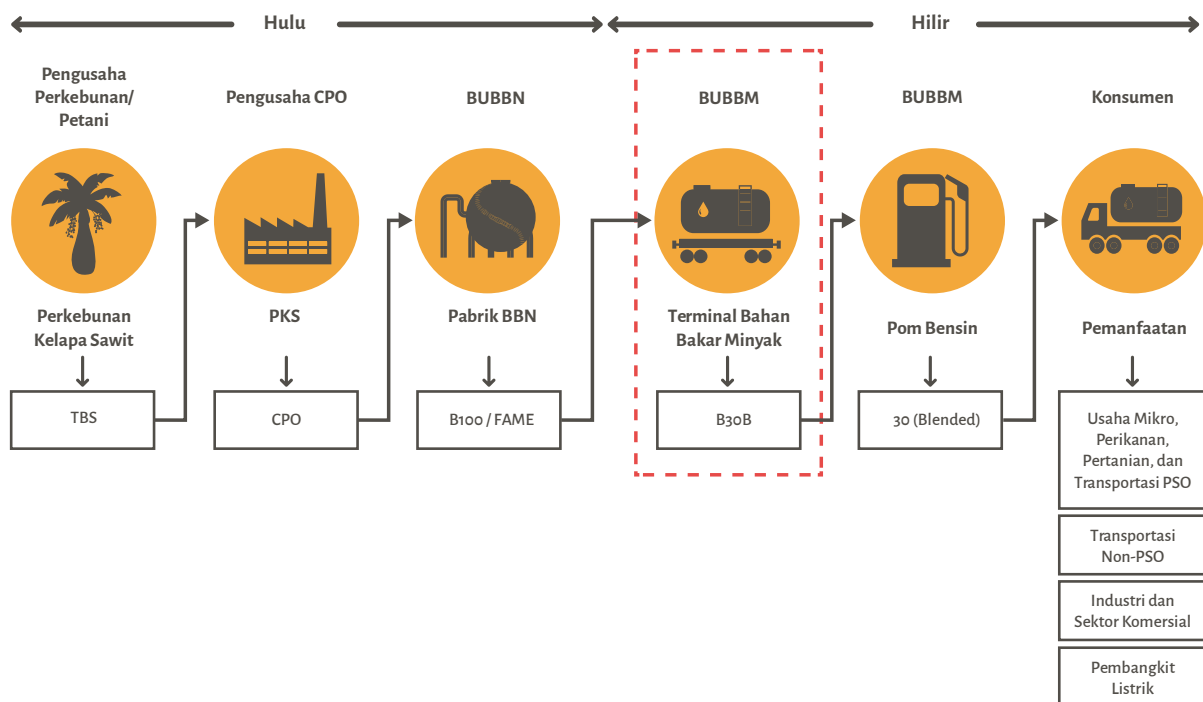 Hulu
Hilir
Pengusaha
Perkebunan/
Petani
Pengusaha CPO
BUBBN
BUBBM
BUBBM
Konsumen
Perkebunan
Kelapa Sawit
PKS
Pabrik BBN
Terminal Bahan
Bakar Minyak
Pom Bensin
Pemanfaatan
TBS
CPO
B100 / FAME
B30B
30 (Blended)
Usaha Mikro,
Perikanan,
Pertanian, dan
Transportasi PSO
Transportasi
Non-PSO
Industri dan
Sektor Komersial
Pembangkit
Listrik